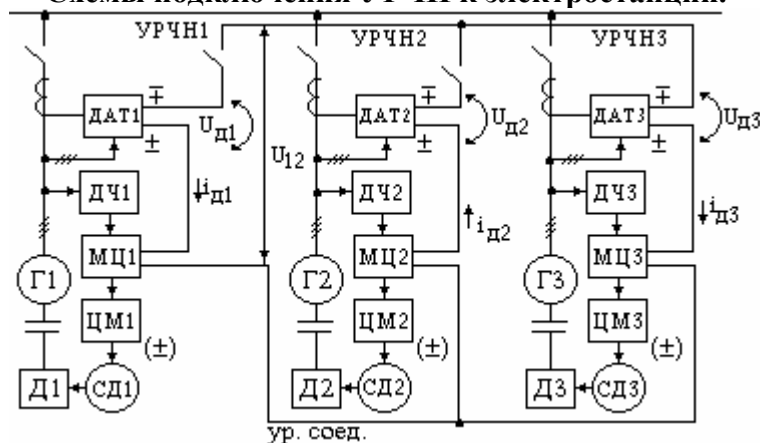 Схемы подключения УРЧН к электростанции.
УРЧН1 УРЧН2 УРЧН3
ДАТ1 ∓ ± Uд1 ДАТ2 ∓ ± Uд2 ДАТ3 ∓ ± Uд3
U12
ДЧ1 iд1 ДЧ2 iд2 ДЧ3 iд3
Г1 МЦ1 Г2 МЦ2 Г3 МЦ3
ЦМ1 (±) ЦМ2 (±) ЦМ3 (±)
Д1 СД1 Д2 СД2 Д3 СД3
ур. соед.